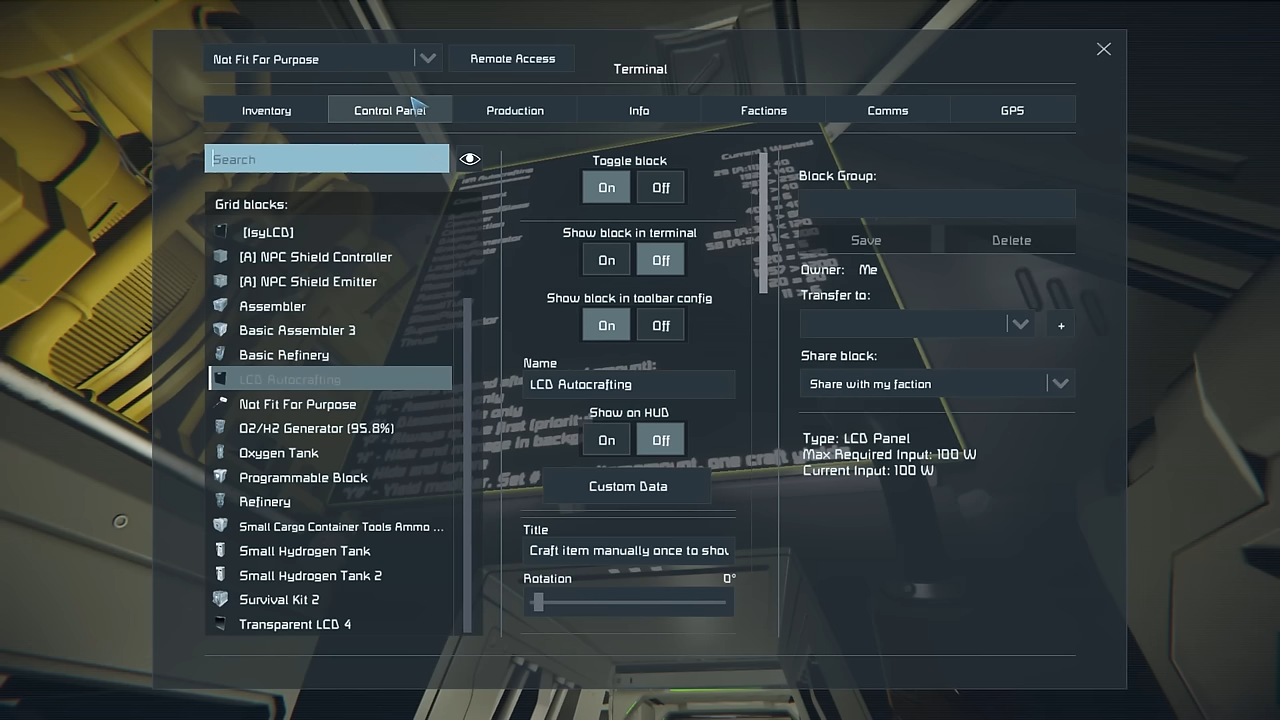 Not Fit For Purpose
Remote Access
Terminal
Inventory
Control Panel
Production
Info
Factions
Comms
GPS
Search
Grid blocks:
[IsyLCD]
[A] NPC Shield Controller
[A] NPC Shield Emitter
Assembler
Basic Assembler 3
Basic Refinery
LCD Autocrafting
Not Fit For Purpose
O2/H2 Generator (95.8%)
Oxygen Tank
Programmable Block
Refinery
Small Cargo Container Tools Ammo ...
Small Hydrogen Tank
Small Hydrogen Tank 2
Survival Kit 2
Transparent LCD 4
Toggle block
On Off
Show block in terminal
On Off
Show block in toolbar config
On Off
Name
LCD Autocrafting
Show on HUD
On Off
Custom Data
Title
Craft item manually once to show
Rotation 0°
Block Group:
Save Delete
Owner: Me
Transfer to:
+
Share block:
Share with my faction
Type: LCD Panel
Max Required Input: 100 W
Current Input: 100 W
Current | Wanted